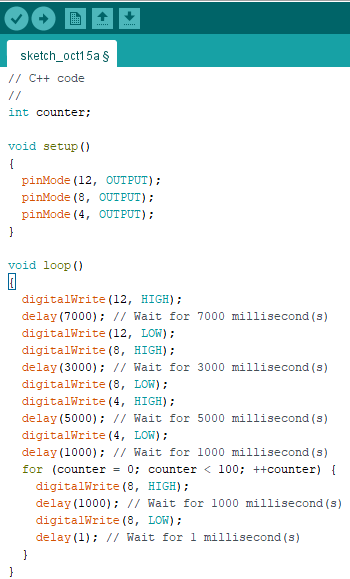 sketch_oct15a §
// C++ code
//
int counter;

void setup()
{
  pinMode(12, OUTPUT);
  pinMode(8, OUTPUT);
  pinMode(4, OUTPUT);
}

void loop()
{
  digitalWrite(12, HIGH);
  delay(7000); // Wait for 7000 millisecond(s)
  digitalWrite(12, LOW);
  digitalWrite(8, HIGH);
  delay(3000); // Wait for 3000 millisecond(s)
  digitalWrite(8, LOW);
  digitalWrite(4, HIGH);
  delay(5000); // Wait for 5000 millisecond(s)
  digitalWrite(4, LOW);
  delay(1000); // Wait for 1000 millisecond(s)
  for (counter = 0; counter < 100; ++counter) {
    digitalWrite(8, HIGH);
    delay(1000); // Wait for 1000 millisecond(s)
    digitalWrite(8, LOW);
    delay(1); // Wait for 1 millisecond(s)
  }
}